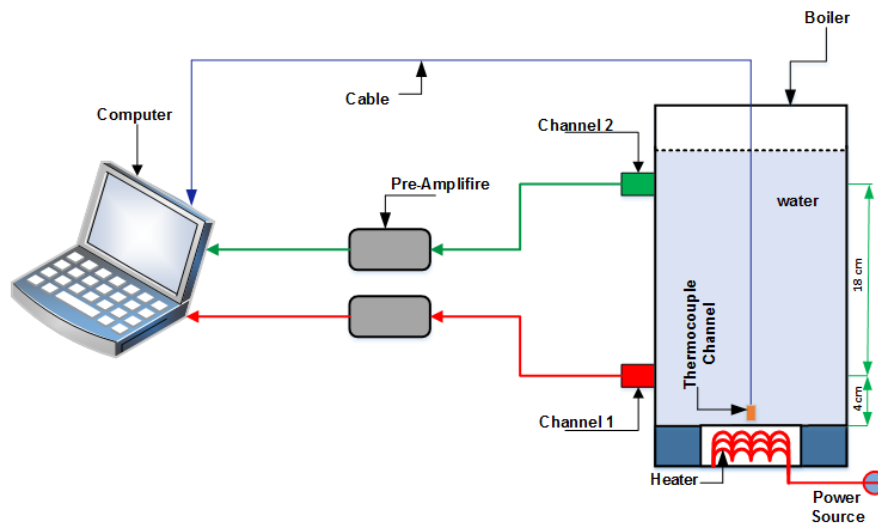 Boiler
Cable
Computer
Channel 2
Pre-Amplifire
water
18 cm
Thermocouple
Channel
4 cm
Channel 1
Heater
Power
Source